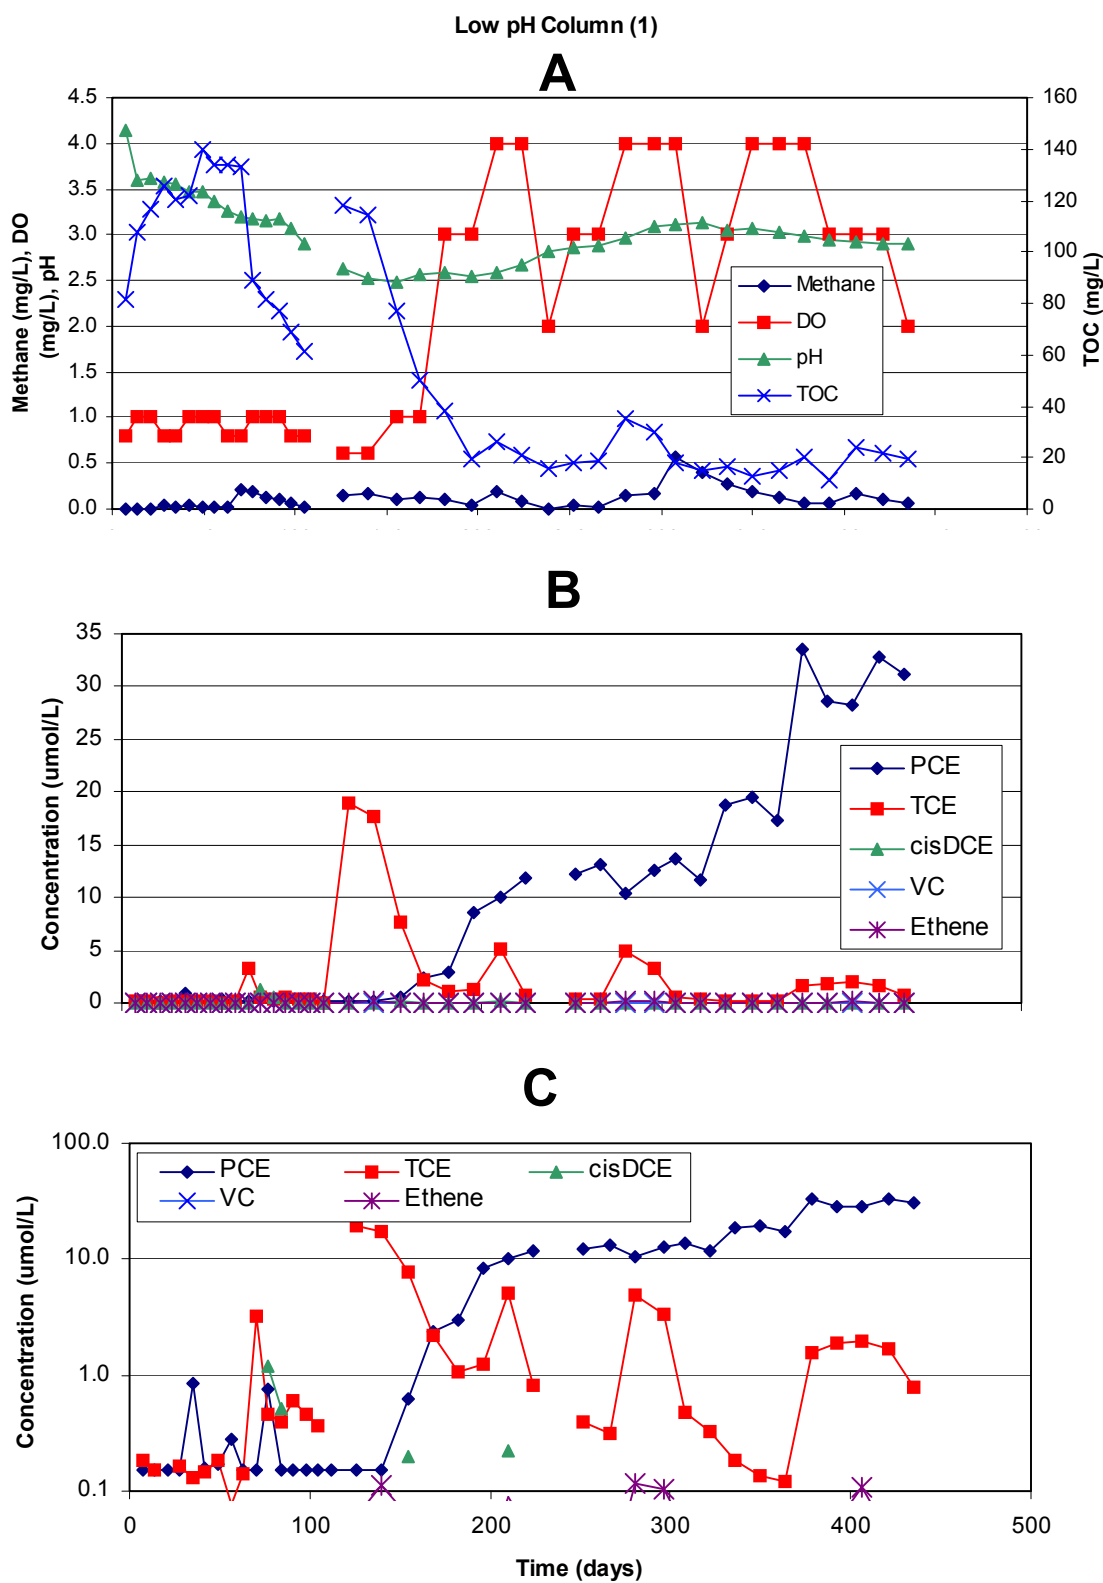 Low pH Column (1)
A
4.5
4.0
3.5
3.0
2.5
2.0
1.5
1.0
0.5
0.0
Methane (mg/L), DO
(mg/L), pH
160
140
120
100
80
60
40
20
0
TOC (mg/L)
Methane
DO
pH
TOC
B
35
30
25
20
15
10
5
0
Concentration (umol/L)
PCE
TCE
cisDCE
VC
Ethene
C
100.0
10.0
1.0
0.1
Concentration (umol/L)
PCE TCE cisDCE
VC Ethene
0 100 200 300 400 500
Time (days)